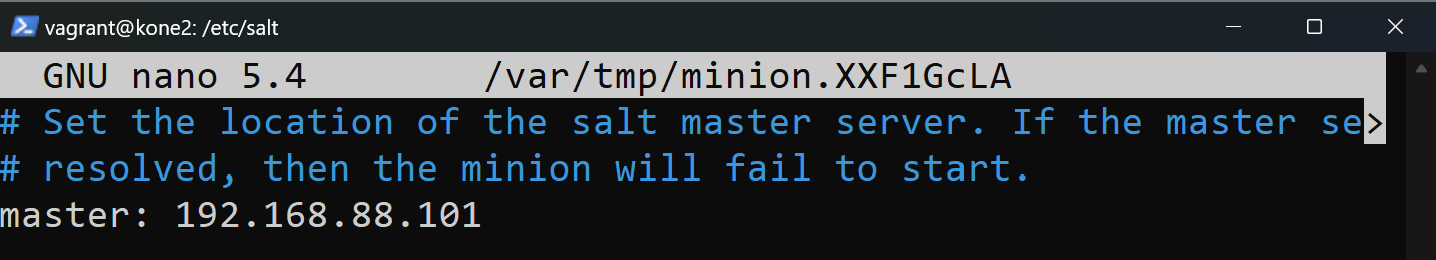 vagrant@kone2: /etc/salt
GNU nano 5.4 /var/tmp/minion.XXF1GcLA
# Set the location of the salt master server. If the master se>
# resolved, then the minion will fail to start.
master: 192.168.88.101